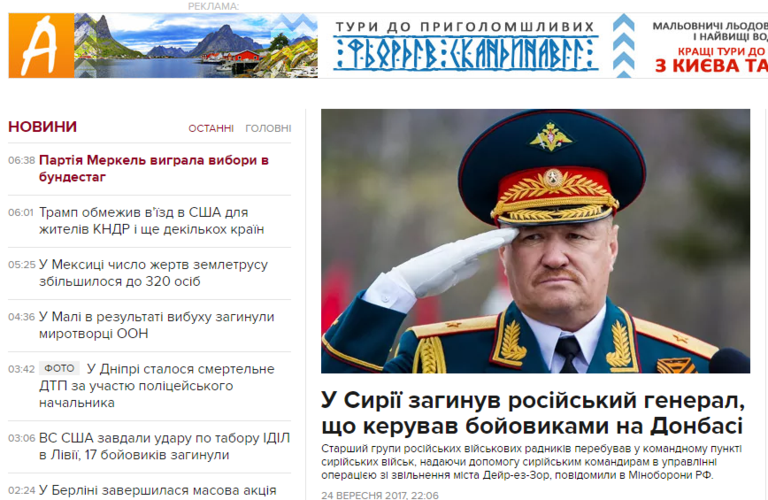 РЕКЛАМА:
ТУРИ ДО ПРИГОЛОМШЛИВИХ
МАЛЬОВНИЧІ ЛЬОДОВ
І НАЙВИЩІ ВО
КРАЩІ ТУРИ ДО
З КИЄВА ТА
НОВИНИ
ОСТАННІ ГОЛОВНІ
06:38 Партія Меркель виграла вибори в
бундестаг
06:01 Трамп обмежив в'їзд в США для
жителів КНДР і ще декількох країн
05:25 У Мексиці число жертв землетрусу
збільшилося до 320 осіб
04:36 У Малі в результаті вибуху загинули
миротворці ООН
03:42 ФОТО У Дніпрі сталося смертельне
ДТП за участю поліцейського
начальника
03:06 ВС США завдали удару по табору ІДІЛ
в Лівії, 17 бойовиків загинули
02:24 У Берліні завершилася масова акція
У Сирії загинув російський генерал,
що керував бойовиками на Донбасі
Старший групи російських військових радників перебував у командному пункті
сирійських військ, надаючи допомогу сирійським командирам в управлінні
операцією зі звільнення міста Дейр-ез-Зор, повідомили в Міноборони РФ.
24 ВЕРЕСНЯ 2017, 22:06